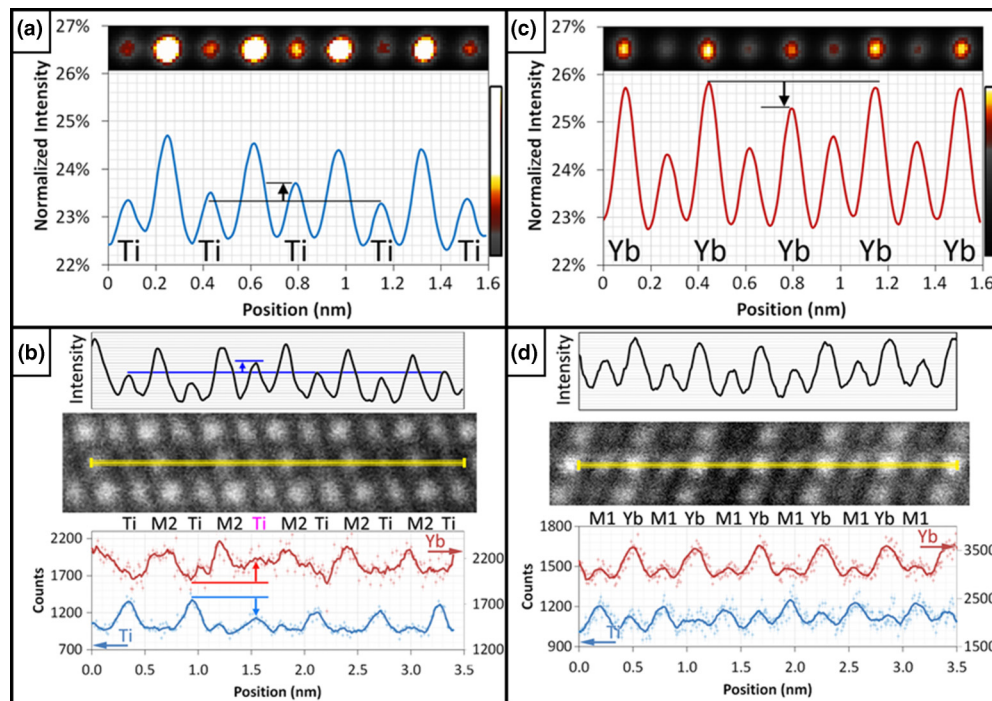 (a)
27%
26%
25%
24%
23%
22%
Normalized Intensity
Ti Ti Ti Ti Ti
0 0.2 0.4 0.6 0.8 1 1.2 1.4 1.6
Position (nm)
(c)
27%
26%
25%
24%
23%
22%
Normalized Intensity
Yb Yb Yb Yb Yb
0 0.2 0.4 0.6 0.8 1 1.2 1.4 1.6
Position (nm)
(b)
Intensity
Ti M2 Ti M2 Ti M2 Ti M2 Ti M2 Ti
2200
1700
1200
700
Counts
Yb
2200
1700
1200
Ti
0.0 0.5 1.0 1.5 2.0 2.5 3.0 3.5
Position (nm)
(d)
Intensity
M1 Yb M1 Yb M1 Yb M1 Yb M1 Yb M1
1800
1500
1200
900
Counts
Yb
3500
2500
1500
Ti
0.0 0.5 1.0 1.5 2.0 2.5 3.0 3.5
Position (nm)